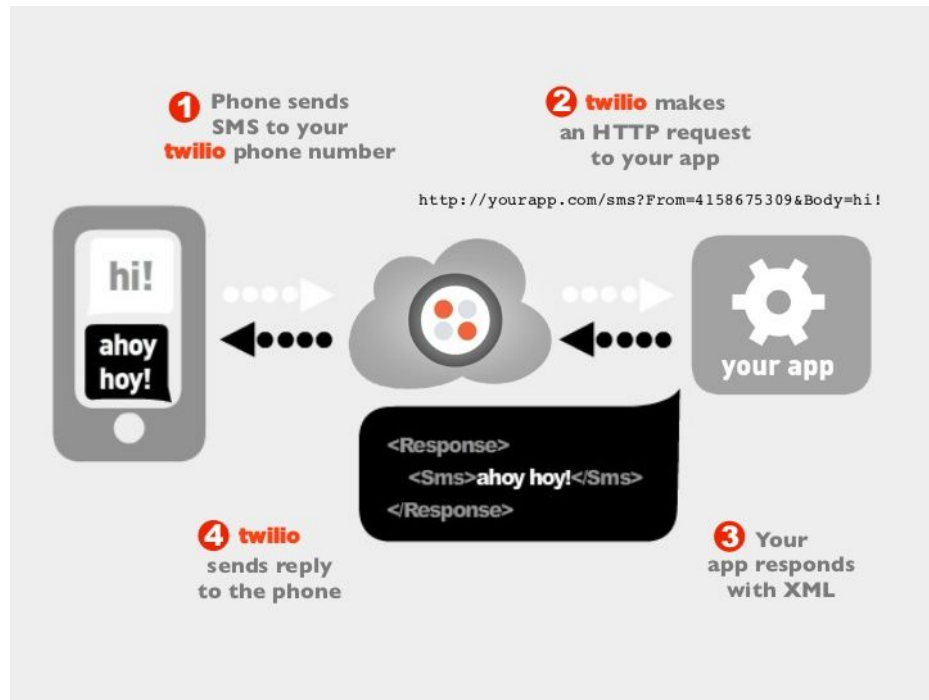 1 Phone sends
SMS to your
twilio phone number
2 twilio makes
an HTTP request
to your app
http://yourapp.com/sms?From=4158675309&Body=hi!
hi!
ahoy
hoy!
your app
<Response>
<Sms>ahoy hoy!</Sms>
</Response>
3 Your
app responds
with XML
4 twilio
sends reply
to the phone